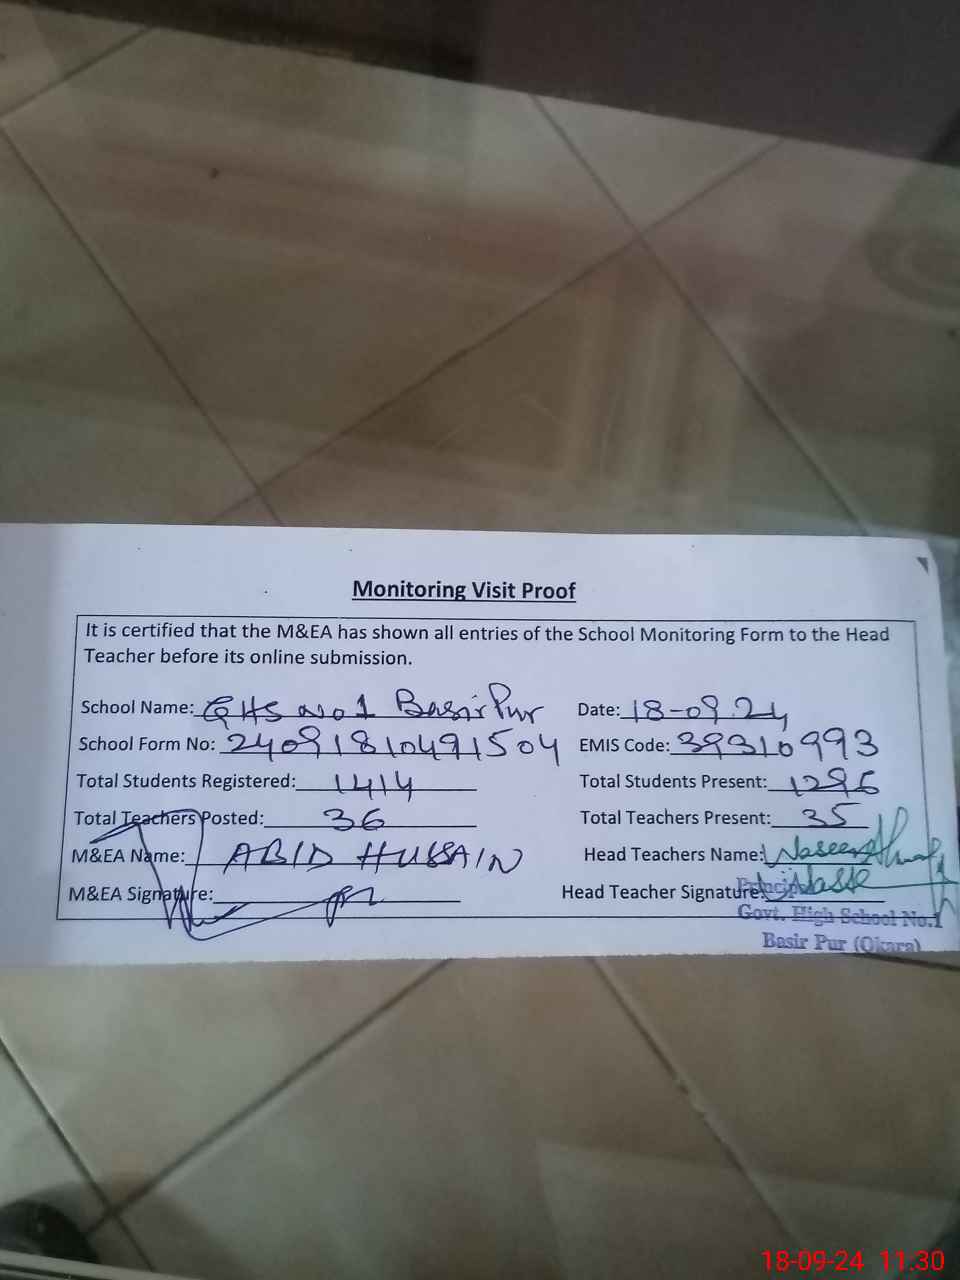 Monitoring Visit Proof
It is certified that the M&EA has shown all entries of the School Monitoring Form to the Head
Teacher before its online submission.
School Name: GHS No 1 Basir Pur Date: 18-09-24
School Form No: 24091810491504 EMIS Code: 39310993
Total Students Registered: 1414 Total Students Present: 1296
Total Teachers Posted: 36 Total Teachers Present: 35
M&EA Name: ABID HUSSAIN Head Teachers Name: Naseer
M&EA Signature: Head Teacher Signature:
Principal
Govt. High School No.1
Basir Pur (Okara)
18-09-24 11.30